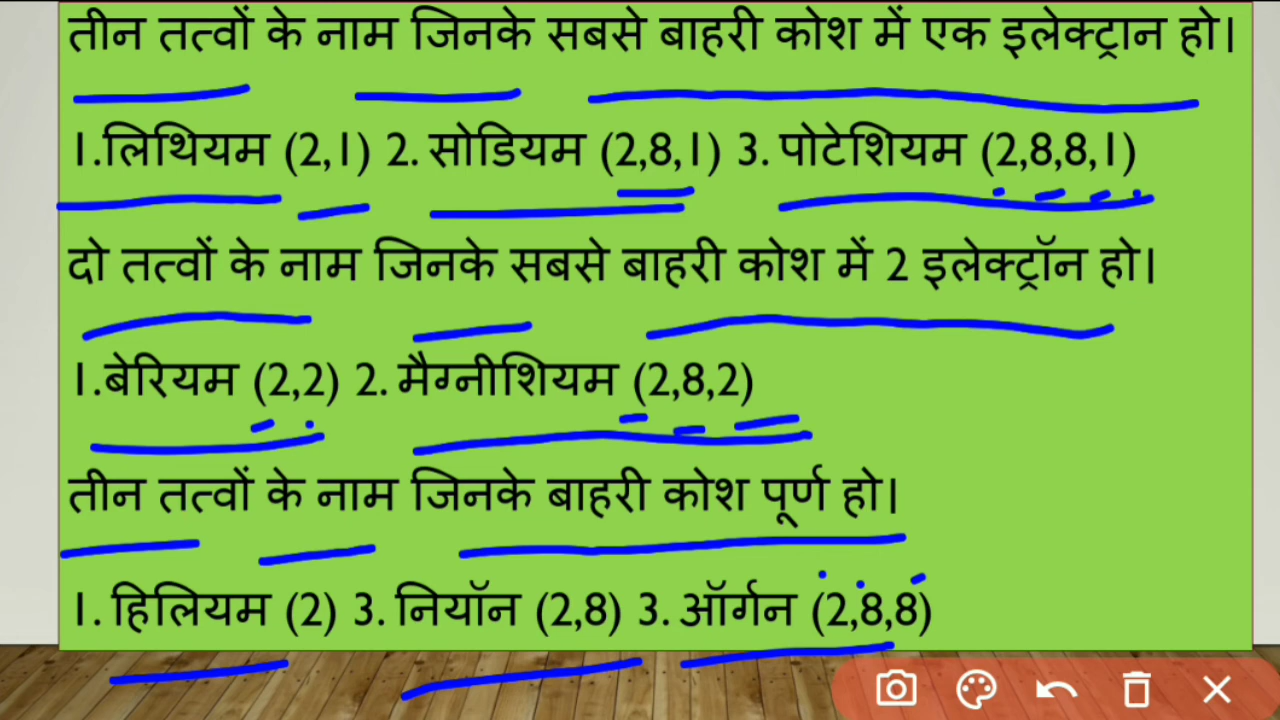 तीन तत्वों के नाम जिनके सबसे बाहरी कोश में एक इलेक्ट्रान हो।
1.लिथियम (2,1) 2. सोडियम (2,8,1) 3. पोटेशियम (2,8,8,1)
दो तत्वों के नाम जिनके सबसे बाहरी कोश में 2 इलेक्ट्रॉन हो।
1.बेरियम (2,2) 2. मैग्नीशियम (2,8,2)
तीन तत्वों के नाम जिनके बाहरी कोश पूर्ण हो।
1. हिलियम (2) 3. नियॉन (2,8) 3. ऑर्गन (2,8,8)